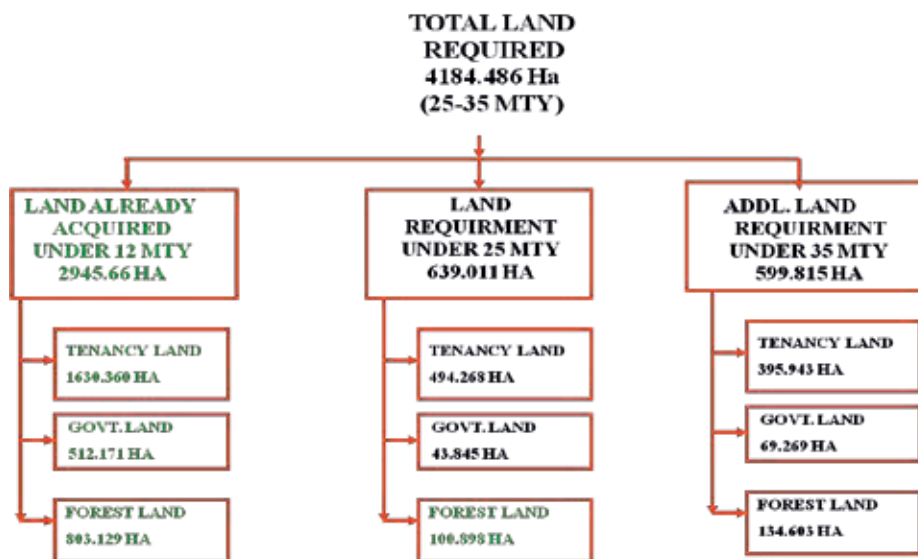 TOTAL LAND
REQUIRED
4184.486 Ha
(25-35 MTY)
LAND ALREADY
ACQUIRED
UNDER 12 MTY
2945.66 HA
TENANCY LAND
1630.360 HA
GOVT. LAND
512.171 HA
FOREST LAND
803.129 HA
LAND
REQUIRMENT
UNDER 25 MTY
639.011 HA
TENANCY LAND
494.268 HA
GOVT. LAND
43.845 HA
FOREST LAND
100.898 HA
ADDL. LAND
REQUIRMENT
UNDER 35 MTY
599.815 HA
TENANCY LAND
395.943 HA
GOVT. LAND
69.269 HA
FOREST LAND
134.603 HA